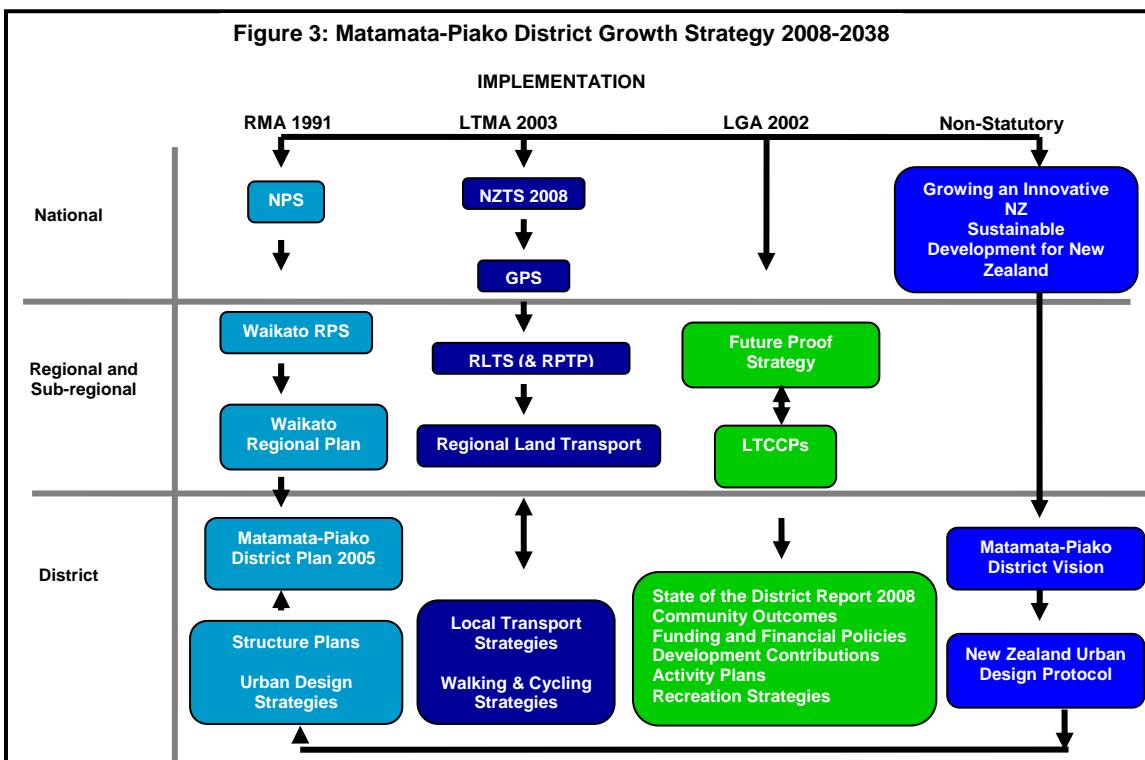 Figure 3: Matamata-Piako District Growth Strategy 2008-2038
IMPLEMENTATION
RMA 1991
LTMA 2003
LGA 2002
Non-Statutory
National
NPS
NZTS 2008
GPS
Growing an Innovative
NZ
Sustainable
Development for New
Zealand
Regional and
Sub-regional
Waikato RPS
Waikato
Regional Plan
RLTS (& RPTP)
Regional Land Transport
Future Proof
Strategy
LTCCPs
District
Matamata-Piako
District Plan 2005
Structure Plans
Urban Design
Strategies
Local Transport
Strategies
Walking & Cycling
Strategies
State of the District Report 2008
Community Outcomes
Funding and Financial Policies
Development Contributions
Activity Plans
Recreation Strategies
Matamata-Piako
District Vision
New Zealand Urban
Design Protocol